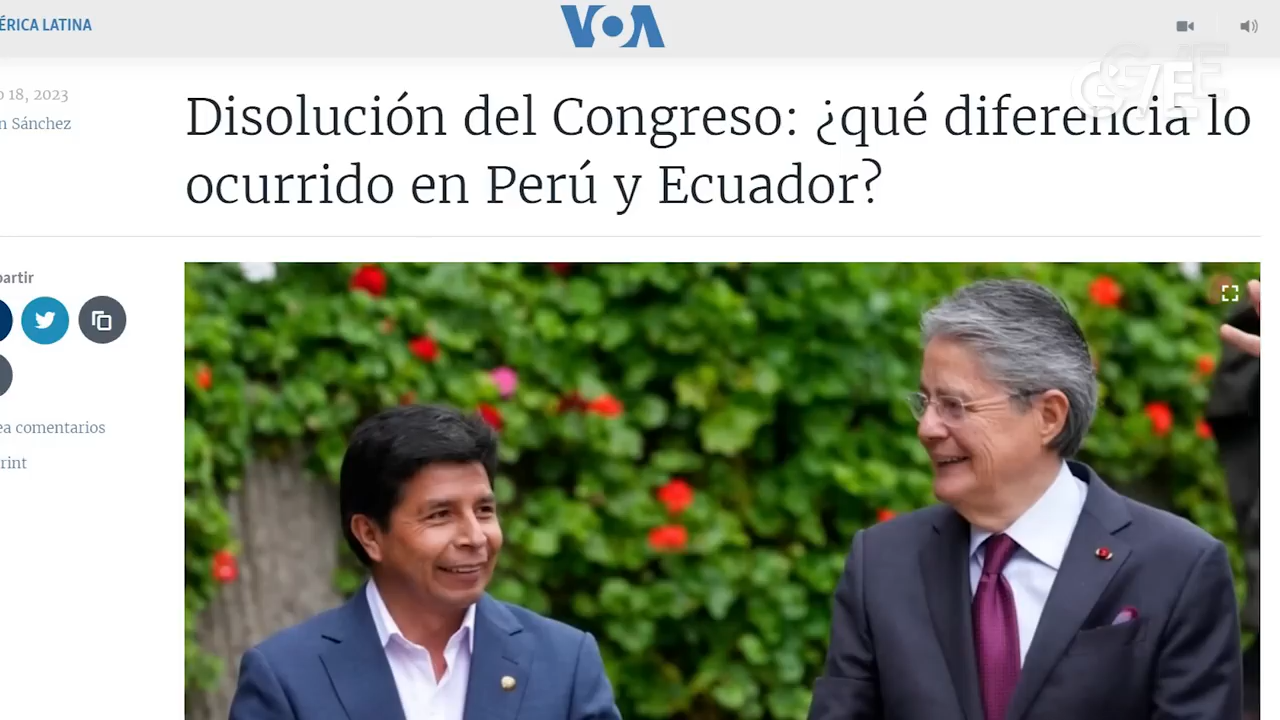 ÉRICA LATINA
VOA
o 18, 2023
n Sánchez
Disolución del Congreso: ¿qué diferencia lo
ocurrido en Perú y Ecuador?
partir
ea comentarios
rint